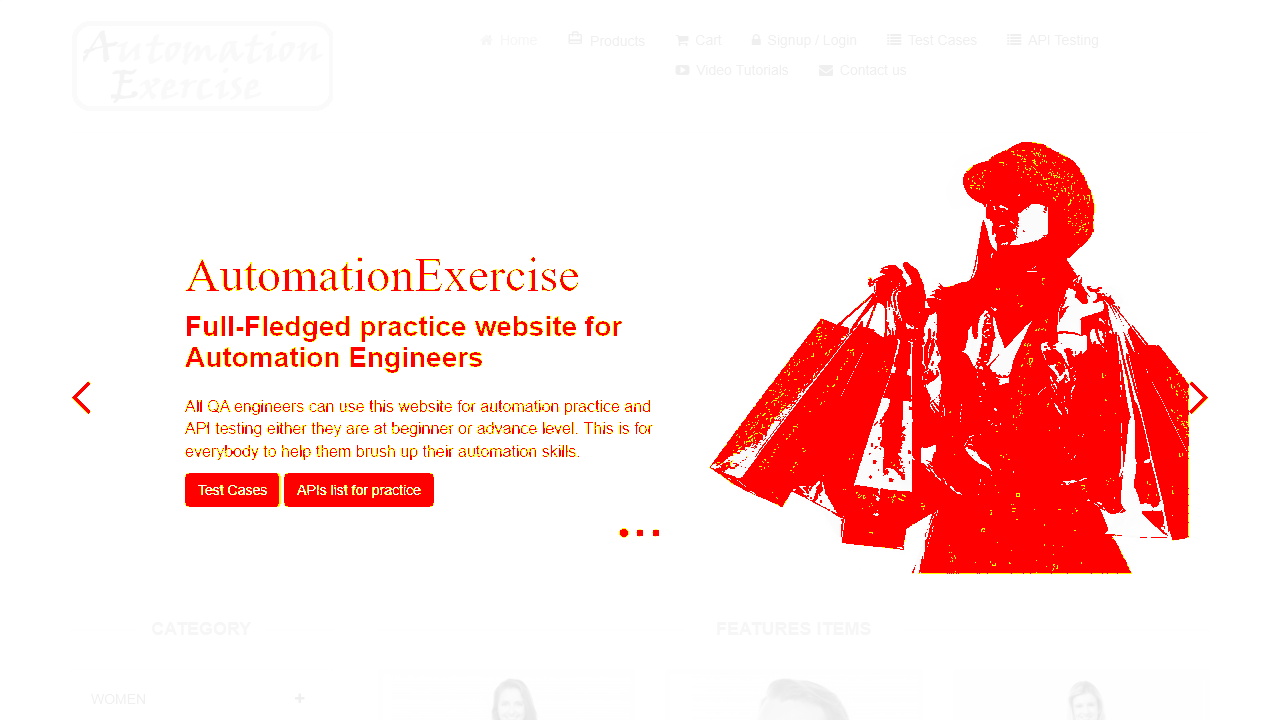 Automation
Exercise
Home Products Cart Signup / Login Test Cases API Testing
Video Tutorials Contact us
AutomationExercise
Full-Fledged practice website for
Automation Engineers
All QA engineers can use this website for automation practice and
API testing either they are at beginner or advance level. This is for
everybody to help them brush up their automation skills.
Test Cases APIs list for practice
CATEGORY
FEATURES ITEMS
WOMEN